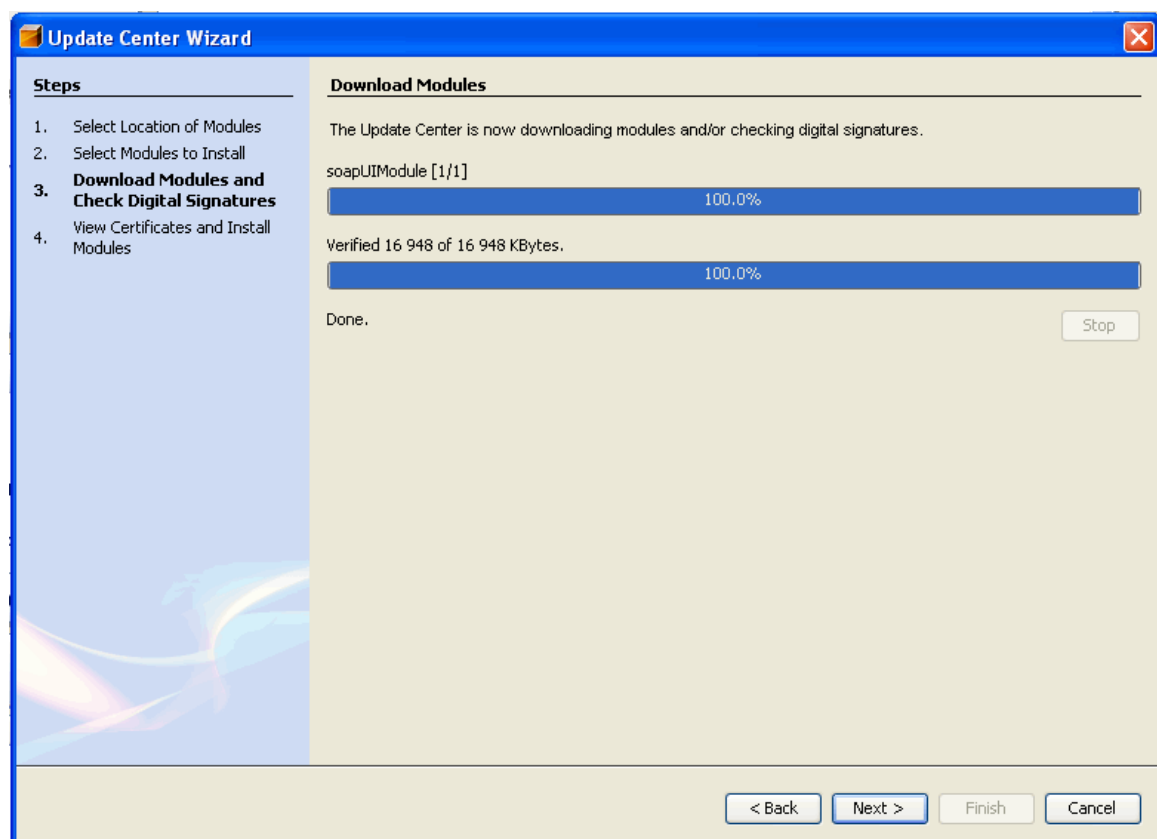 Update Center Wizard
Steps
1. Select Location of Modules
2. Select Modules to Install
3. Download Modules and
Check Digital Signatures
4. View Certificates and Install
Modules
Download Modules
The Update Center is now downloading modules and/or checking digital signatures.
soapUIModule [1/1]
100.0%
Verified 16 948 of 16 948 KBytes.
100.0%
Done.
Stop
< Back Next > Finish Cancel